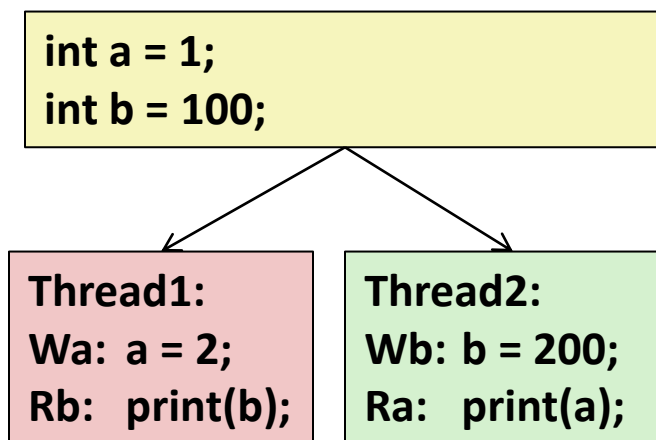 int a = 1;
int b = 100;
Thread1:
Wa: a = 2;
Rb: print(b);
Thread2:
Wb: b = 200;
Ra: print(a);